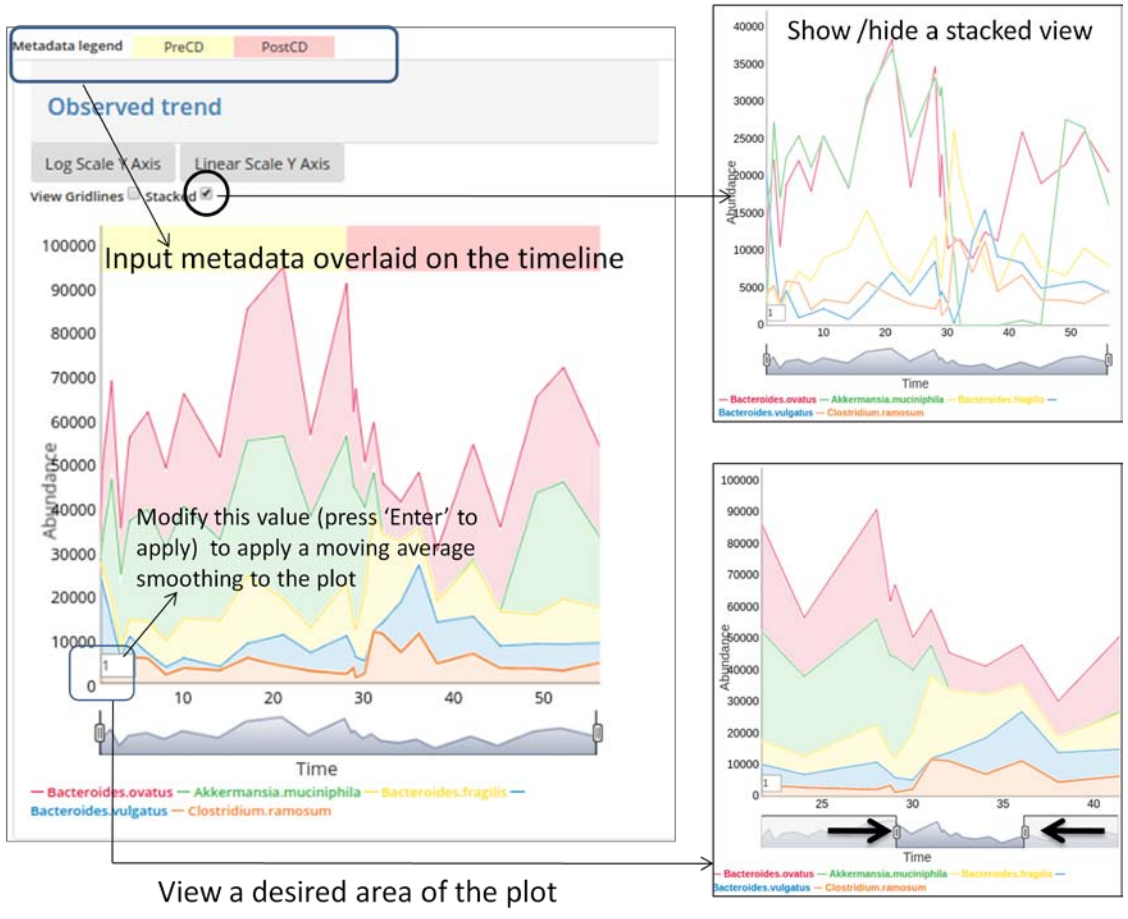 Metadata legend PreCD PostCD
Observed trend
Log Scale Y Axis Linear Scale Y Axis
View Gridlines Stacked
Input metadata overlaid on the timeline
100000
90000
80000
70000
60000
50000
40000
30000
20000
10000
0
Abundance
Modify this value (press ‘Enter’ to
apply) to apply a moving average
smoothing to the plot
1
10 20 30 40 50
Time
— Bacteroides.ovatus — Akkermansia.muciniphila — Bacteroides.fragilis —
Bacteroides.vulgatus — Clostridium.ramosum
View a desired area of the plot
Show /hide a stacked view
40000
35000
30000
25000
20000
15000
10000
5000
0
Abundance
1
10 20 30 40 50
Time
— Bacteroides.ovatus — Akkermansia.muciniphila — Bacteroides.fragilis —
Bacteroides.vulgatus — Clostridium.ramosum
100000
90000
80000
70000
60000
50000
40000
30000
20000
10000
0
Abundance
1
25 30 35 40
Time
— Bacteroides.ovatus — Akkermansia.muciniphila — Bacteroides.fragilis —
Bacteroides.vulgatus — Clostridium.ramosum